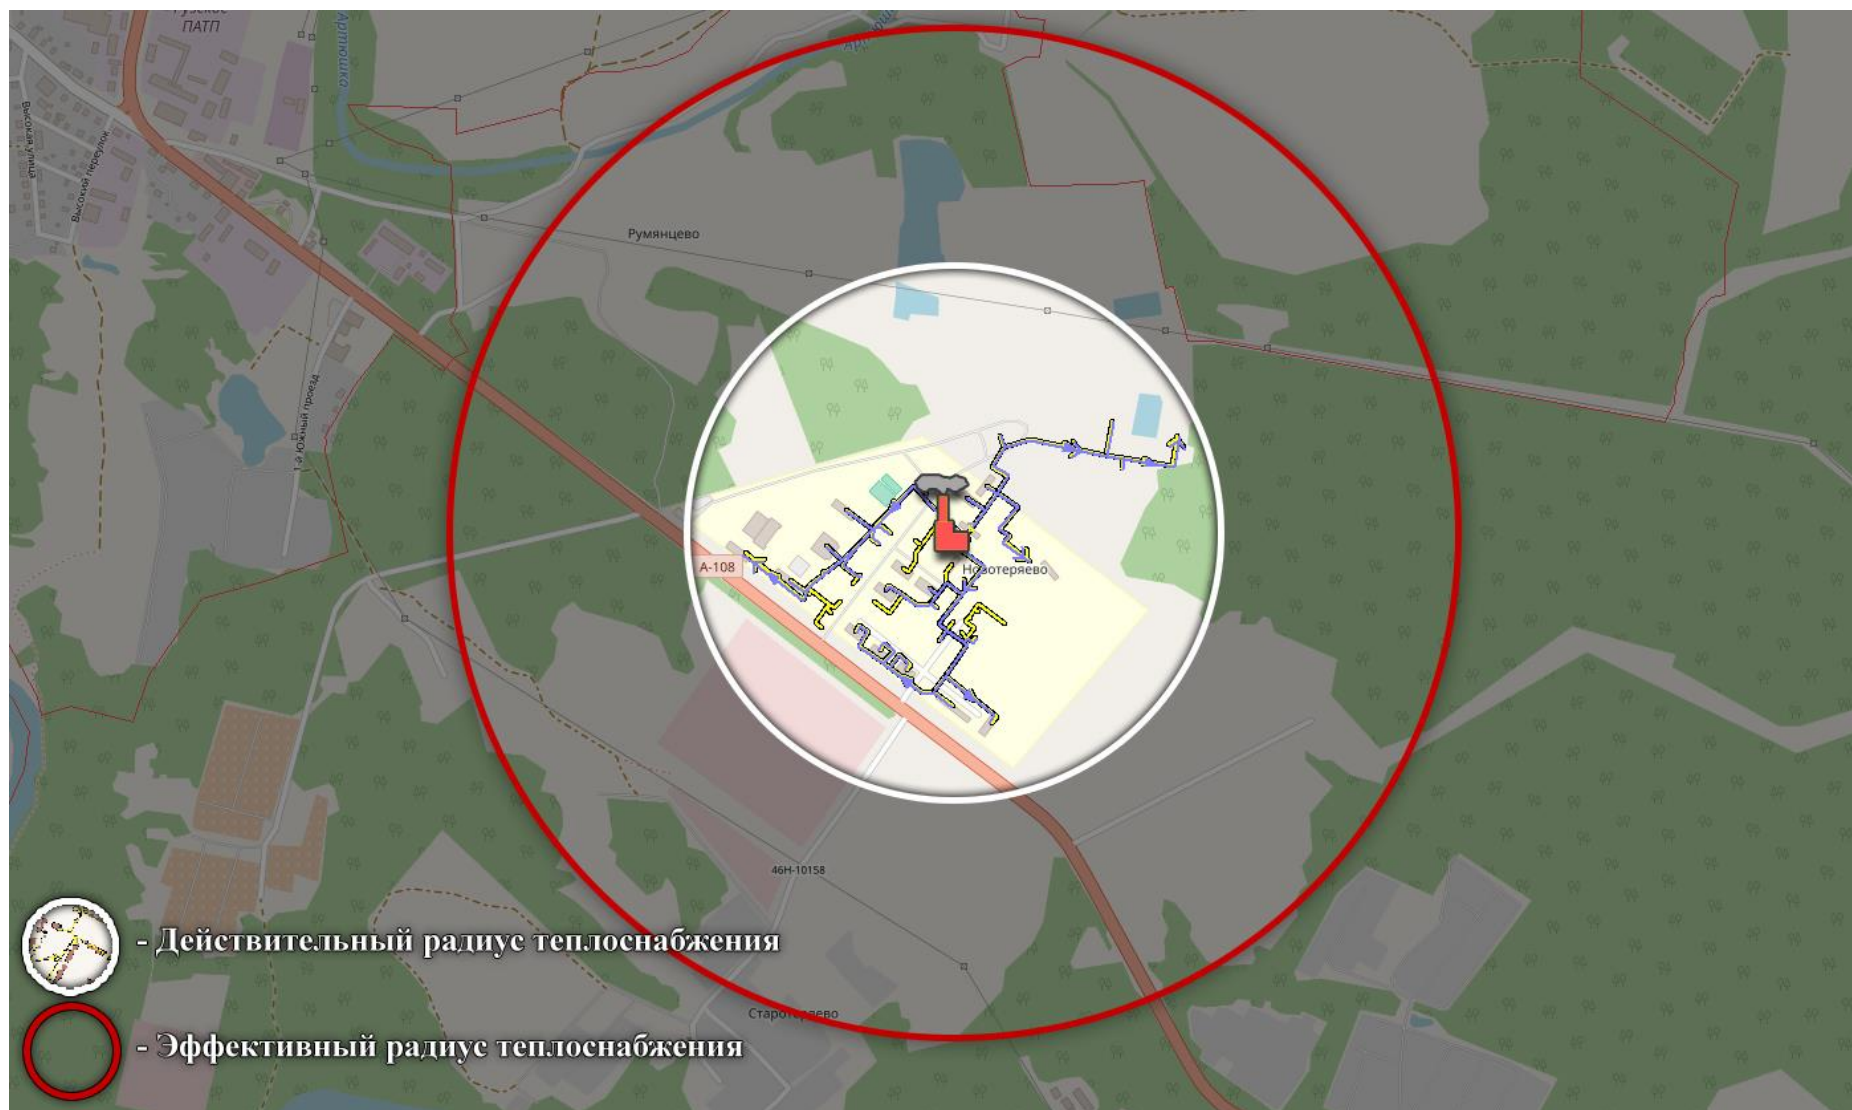 ПАТП
Артюшка
Высокая улица
Высокий переулок
Румянцево
1-й Южный проезд
А-108
Новотеряево
46Н-10158
- Действительный радиус теплоснабжения
Старотеряево
- Эффективный радиус теплоснабжения